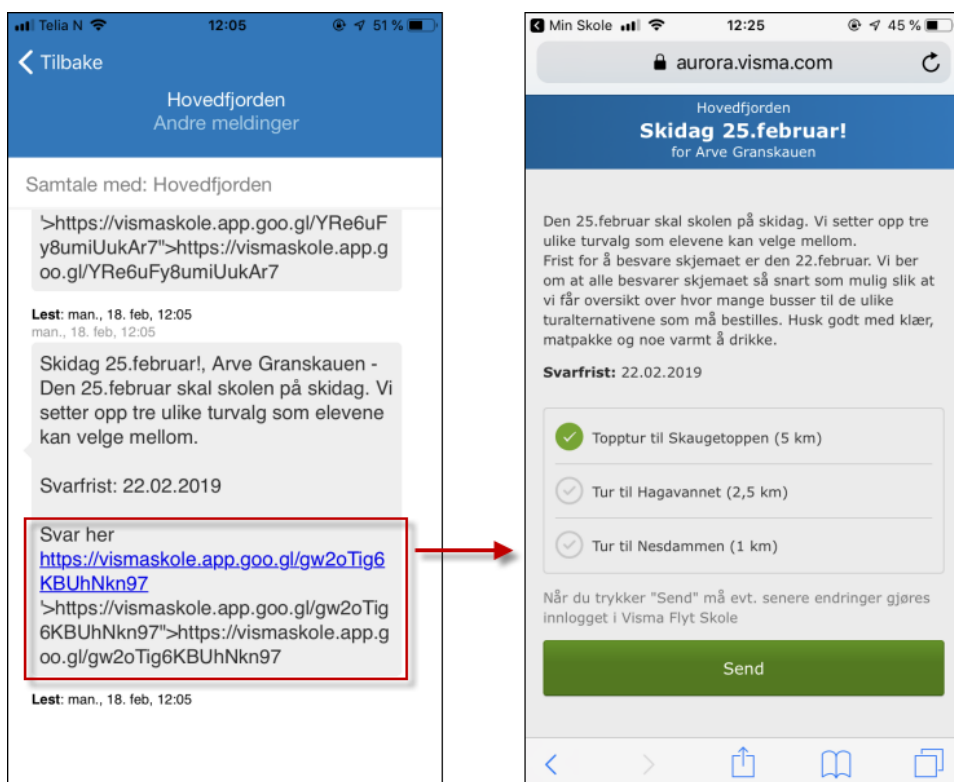 Telia N 12:05 51 %
Tilbake
Hovedfjorden
Andre meldinger
Samtale med: Hovedfjorden
'>https://vismaskole.app.goo.gl/YRe6uF
y8umiUukAr7">https://vismaskole.app.g
oo.gl/YRe6uFy8umiUukAr7
Lest: man., 18. feb, 12:05
man., 18. feb, 12:05
Skidag 25.februar!, Arve Granskauen -
Den 25.februar skal skolen på skidag. Vi
setter opp tre ulike turvalg som elevene
kan velge mellom.
Svarfrist: 22.02.2019
Svar her
https://vismaskole.app.goo.gl/gw2oTig6
KBUhNkn97
'>https://vismaskole.app.goo.gl/gw2oTig
6KBUhNkn97">https://vismaskole.app.g
oo.gl/gw2oTig6KBUhNkn97
Lest: man., 18. feb, 12:05
Min Skole 12:25 45 %
aurora.visma.com
Hovedfjorden
Skidag 25.februar!
for Arve Granskauen
Den 25.februar skal skolen på skidag. Vi setter opp tre
ulike turvalg som elevene kan velge mellom.
Frist for å besvare skjemaet er den 22.februar. Vi ber
om at alle besvarer skjemaet så snart som mulig slik at
vi får oversikt over hvor mange busser til de ulike
turalternativene som må bestilles. Husk godt med klær,
matpakke og noe varmt å drikke.
Svarfrist: 22.02.2019
Topptur til Skaugetoppen (5 km)
Tur til Hagavannet (2,5 km)
Tur til Nesdammen (1 km)
Når du trykker "Send" må evt. senere endringer gjøres
innlogget i Visma Flyt Skole
Send